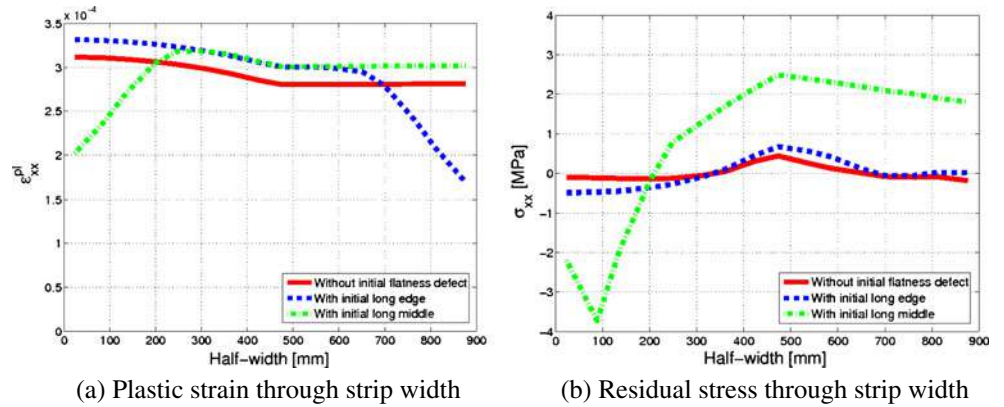 x 10⁻⁴
3.5
3
2.5
2
1.5
1
0.5
0
ε_xx^pl
0 100 200 300 400 500 600 700 800 900
Half−width [mm]
Without initial flatness defect
With initial long edge
With initial long middle
(a) Plastic strain through strip width
4
3
2
1
0
−1
−2
−3
−4
σ_xx [MPa]
0 100 200 300 400 500 600 700 800 900
Half−width [mm]
Without initial flatness defect
With initial long edge
With initial long middle
(b) Residual stress through strip width